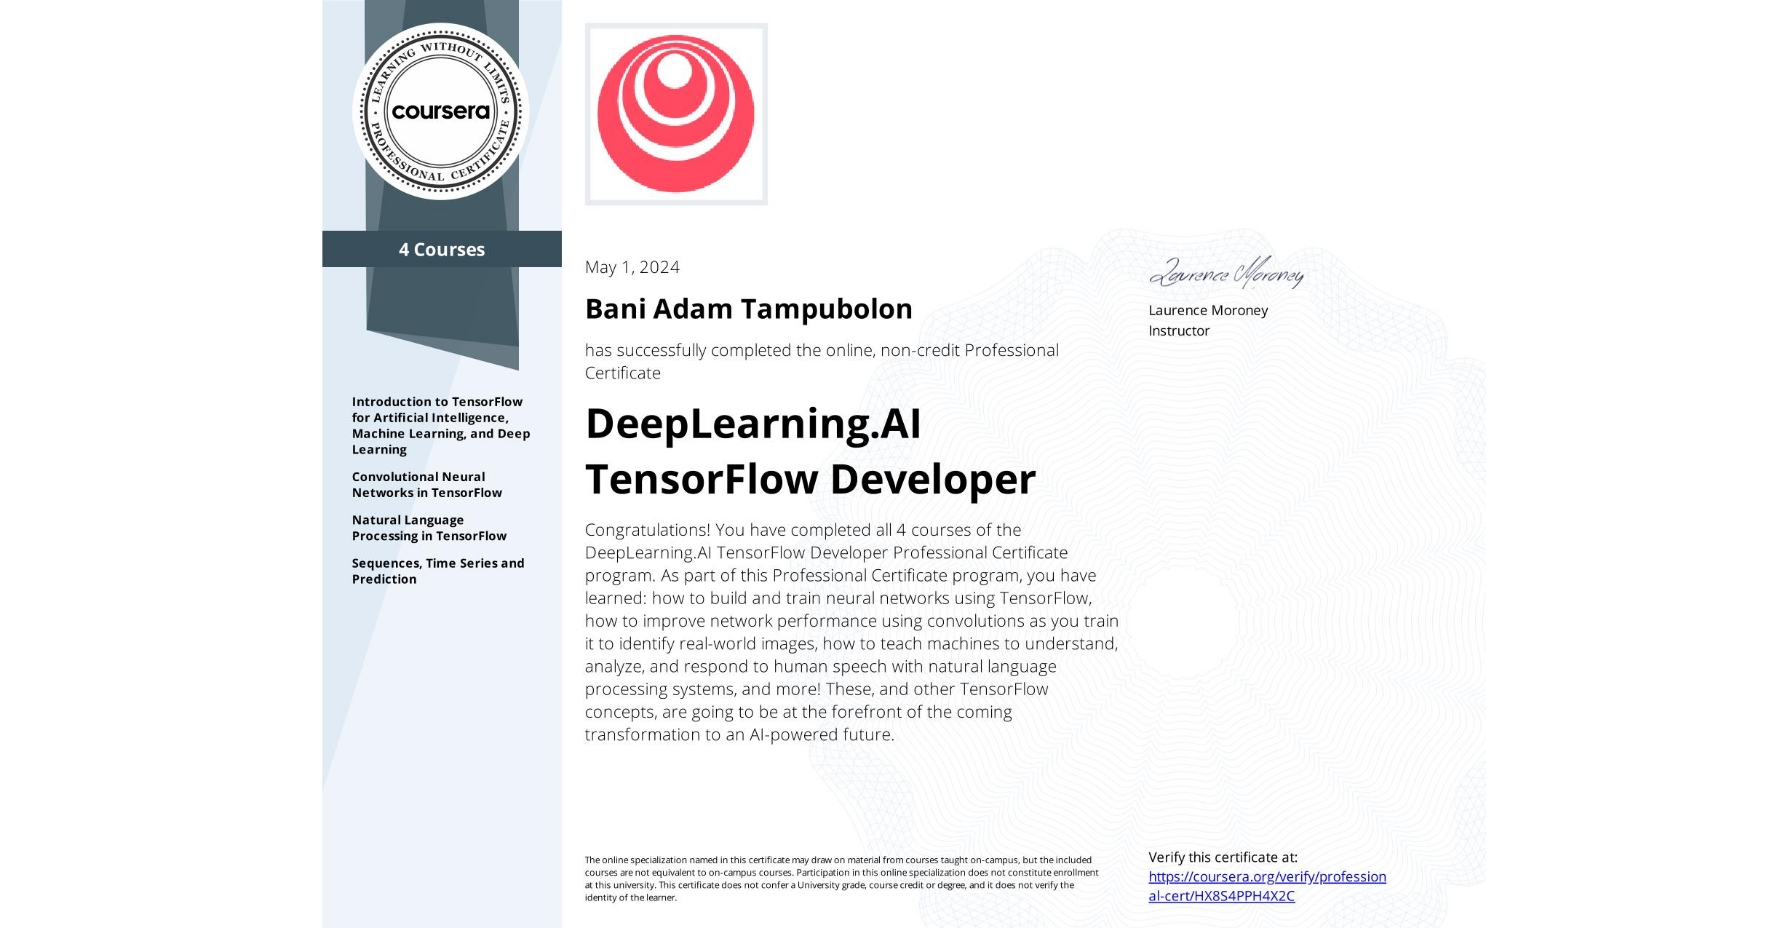 LEARNING WITHOUT LIMITS
coursera
PROFESSIONAL CERTIFICATE
4 Courses
Introduction to TensorFlow
for Artificial Intelligence,
Machine Learning, and Deep
Learning
Convolutional Neural
Networks in TensorFlow
Natural Language
Processing in TensorFlow
Sequences, Time Series and
Prediction
May 1, 2024
Bani Adam Tampubolon
has successfully completed the online, non-credit Professional
Certificate
DeepLearning.AI
TensorFlow Developer
Congratulations! You have completed all 4 courses of the
DeepLearning.AI TensorFlow Developer Professional Certificate
program. As part of this Professional Certificate program, you have
learned: how to build and train neural networks using TensorFlow,
how to improve network performance using convolutions as you train
it to identify real-world images, how to teach machines to understand,
analyze, and respond to human speech with natural language
processing systems, and more! These, and other TensorFlow
concepts, are going to be at the forefront of the coming
transformation to an AI-powered future.
Laurence Moroney
Laurence Moroney
Instructor
The online specialization named in this certificate may draw on material from courses taught on-campus, but the included
courses are not equivalent to on-campus courses. Participation in this online specialization does not constitute enrollment
at this university. This certificate does not confer a University grade, course credit or degree, and it does not verify the
identity of the learner.
Verify this certificate at:
https://coursera.org/verify/profession
al-cert/HX8S4PPH4X2C